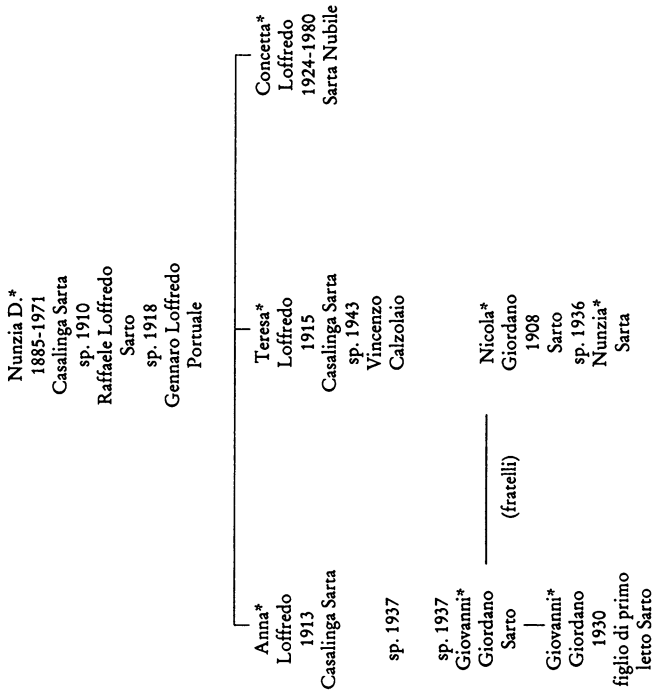 Nunzia D.*
1885-1971
Casalinga Sarta
sp. 1910
Raffaele Loffredo
Sarto
sp. 1918
Gennaro Loffredo
Portuale
Anna*
Loffredo
1913
Casalinga Sarta
sp. 1937
sp. 1937
Giovanni*
Giordano
Sarto
Giovanni*
Giordano
1930
figlio di primo
letto Sarto
(fratelli)
Teresa*
Loffredo
1915
Casalinga Sarta
sp. 1943
Vincenzo
Calzolaio
Nicola*
Giordano
1908
Sarto
sp. 1936
Nunzia*
Sarta
Concetta*
Loffredo
1924-1980
Sarta Nubile